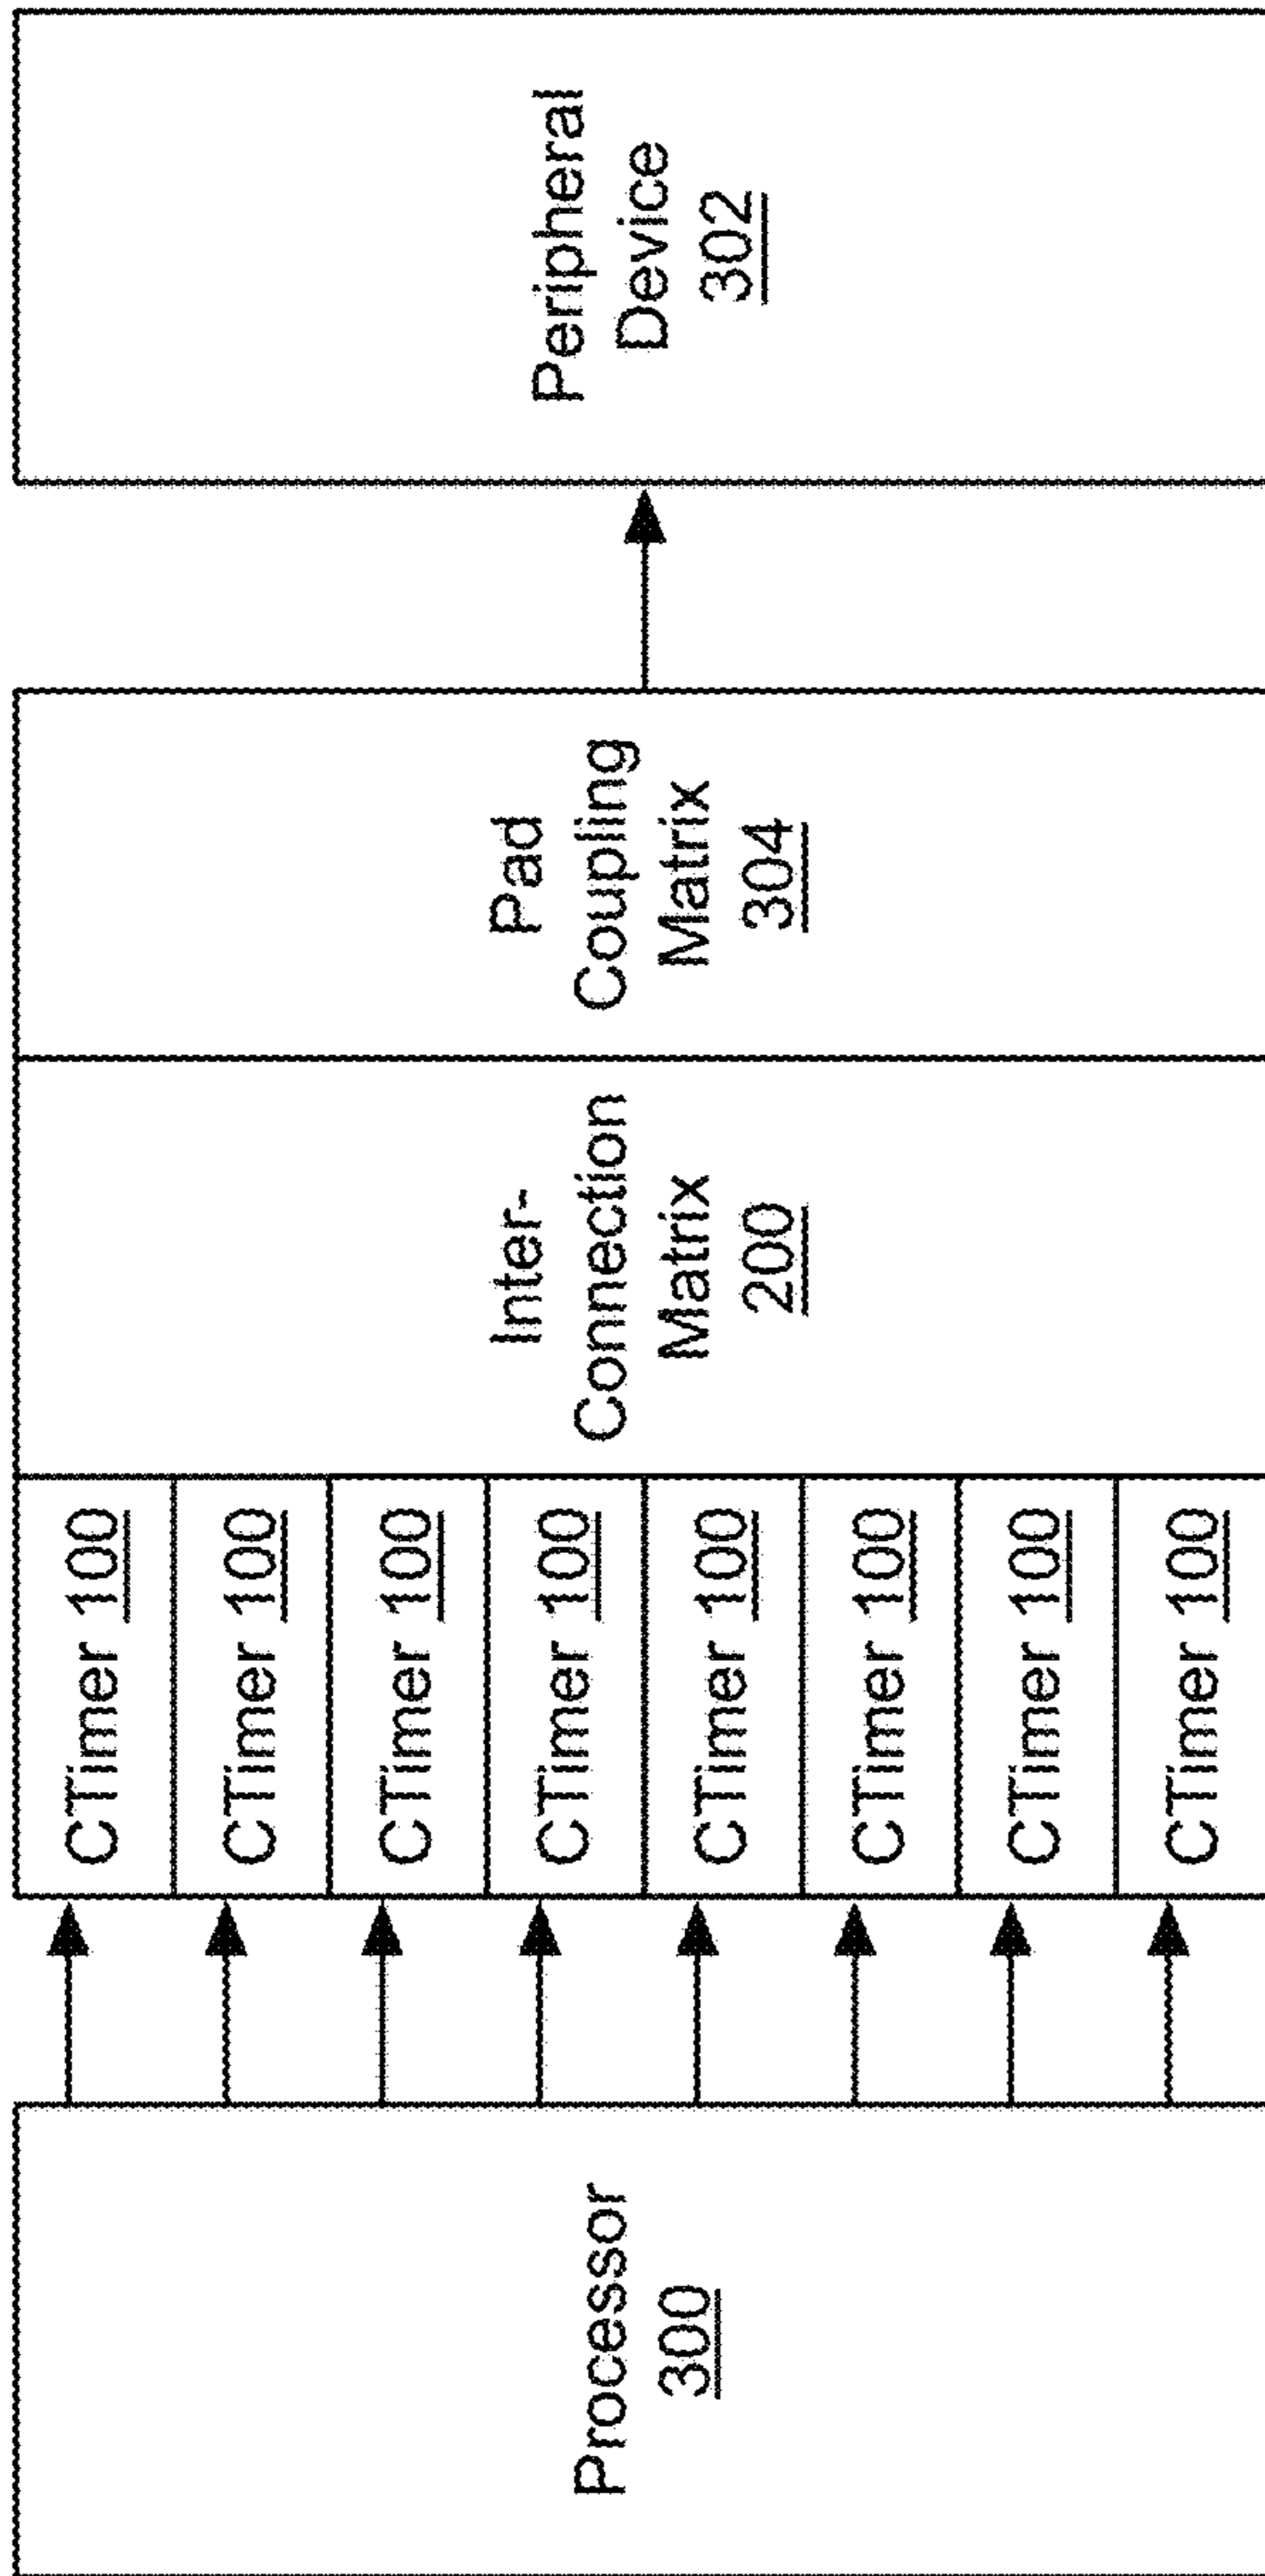 Processor
300
CTimer 100
CTimer 100
CTimer 100
CTimer 100
CTimer 100
CTimer 100
CTimer 100
CTimer 100
Inter-
Connection
Matrix
200
Pad
Coupling
Matrix
304
Peripheral
Device
302